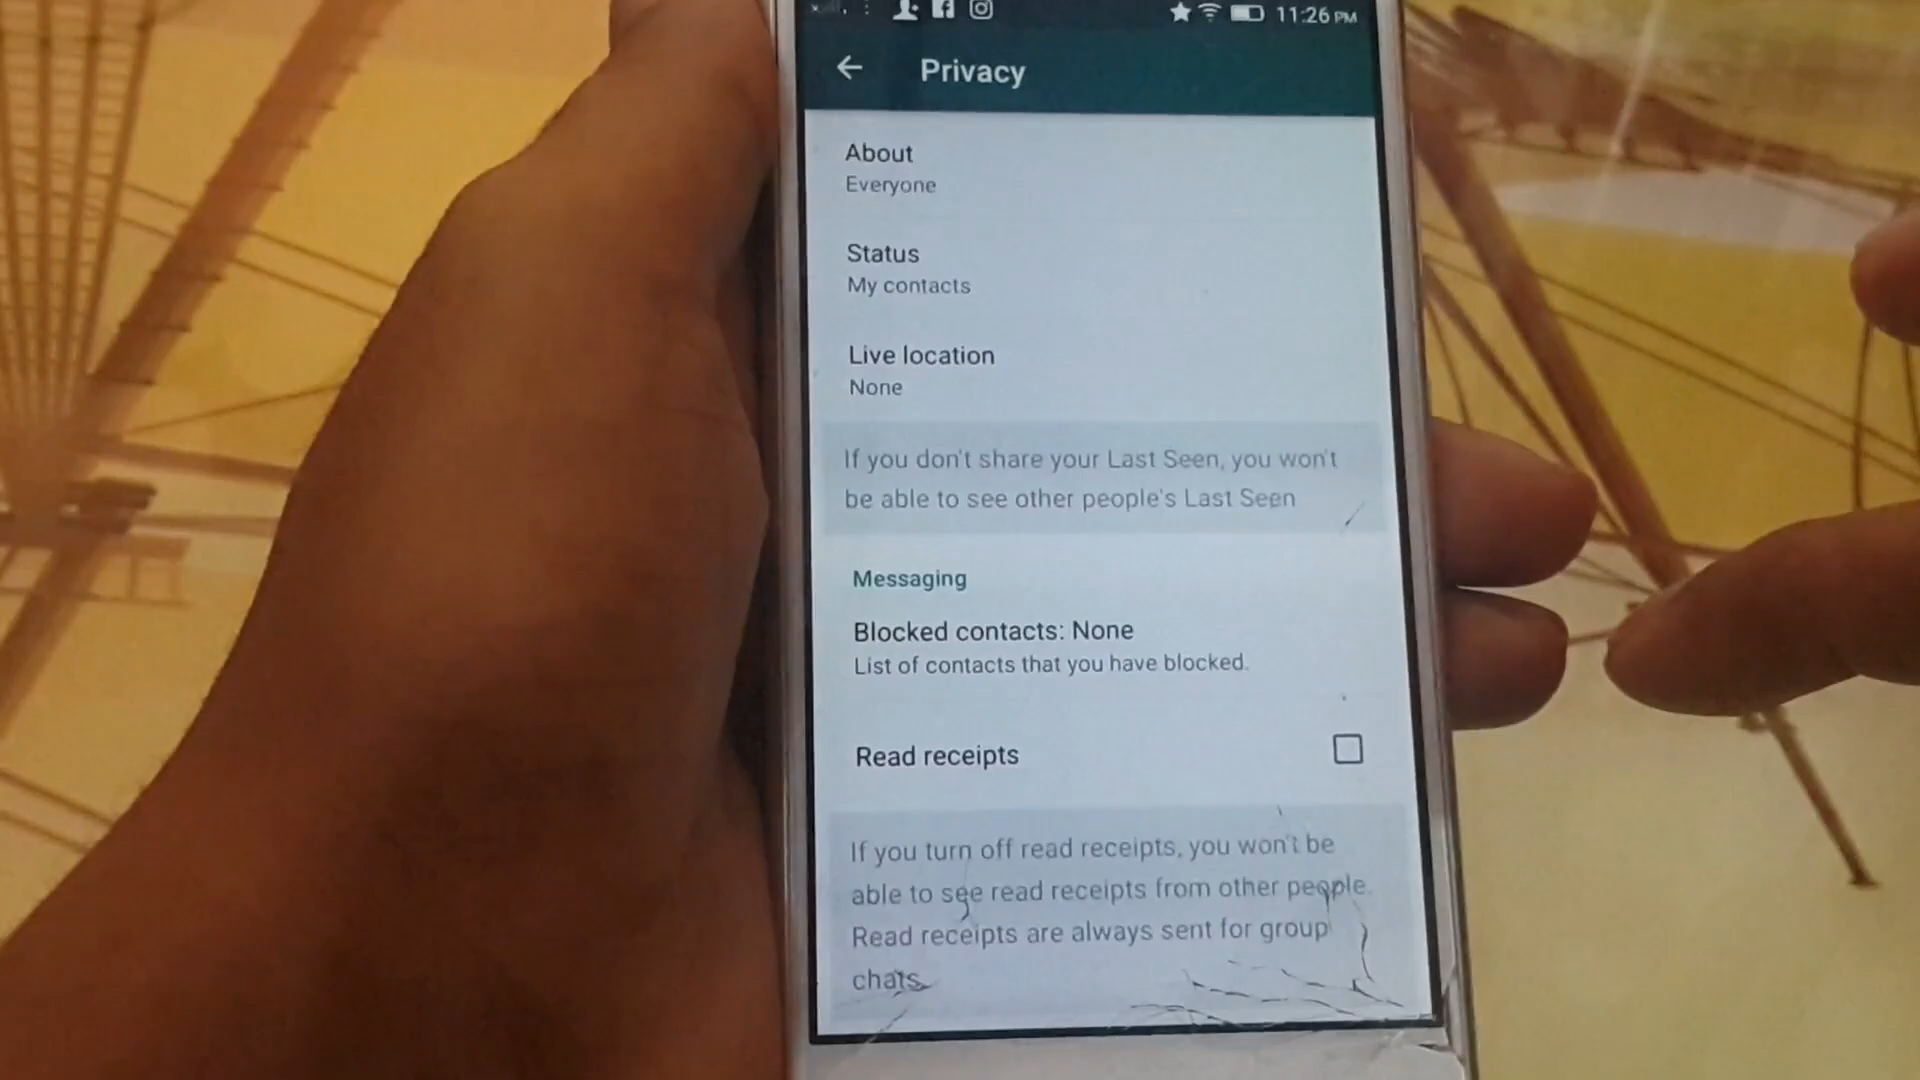 11:26 PM
Privacy
About
Everyone
Status
My contacts
Live location
None
If you don't share your Last Seen, you won't
be able to see other people's Last Seen
Messaging
Blocked contacts: None
List of contacts that you have blocked.
Read receipts
If you turn off read receipts, you won't be
able to see read receipts from other people.
Read receipts are always sent for group
chats.